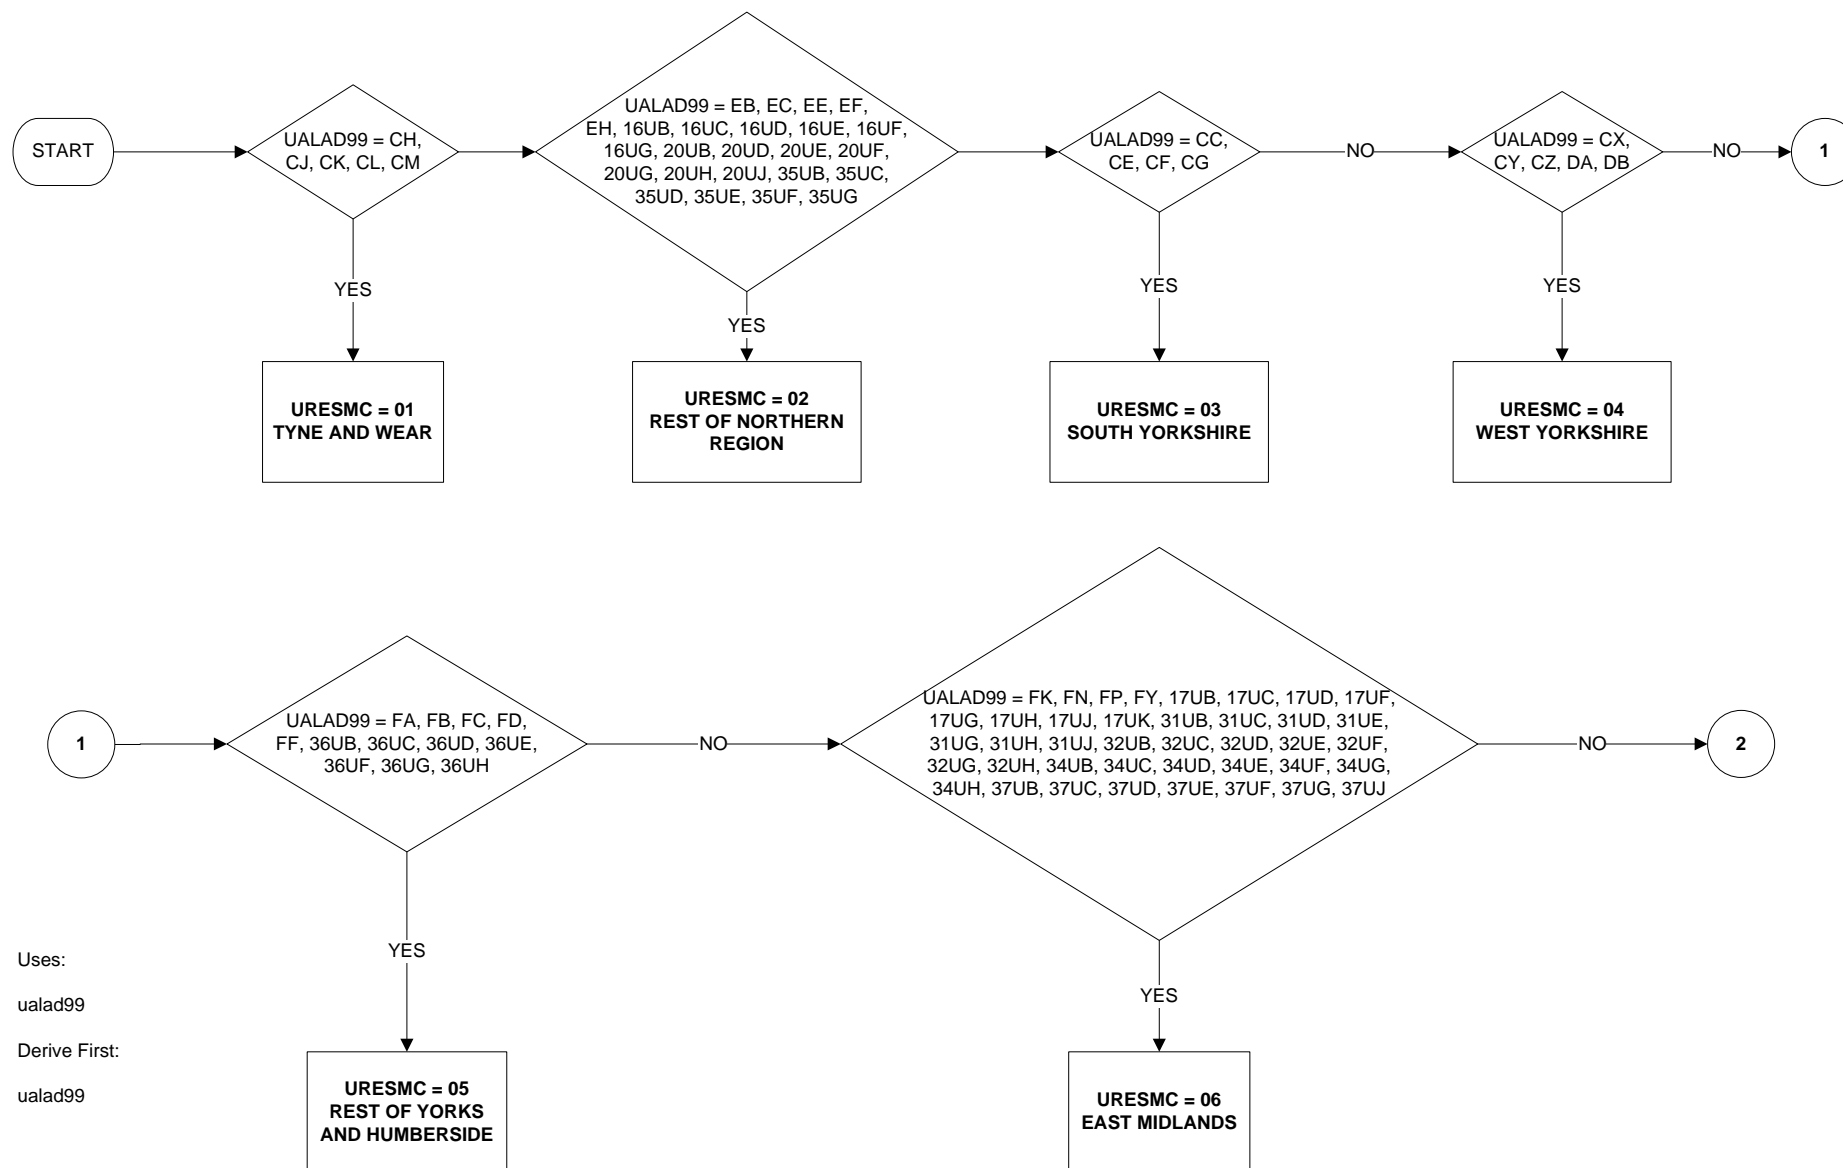 START
UALAD99 = CH,
CJ, CK, CL, CM
UALAD99 = EB, EC, EE, EF,
EH, 16UB, 16UC, 16UD, 16UE, 16UF,
16UG, 20UB, 20UD, 20UE, 20UF,
20UG, 20UH, 20UJ, 35UB, 35UC,
35UD, 35UE, 35UF, 35UG
UALAD99 = CC,
CE, CF, CG
NO
UALAD99 = CX,
CY, CZ, DA, DB
NO
1
YES
YES
YES
YES
URESMC = 01
TYNE AND WEAR
URESMC = 02
REST OF NORTHERN
REGION
URESMC = 03
SOUTH YORKSHIRE
URESMC = 04
WEST YORKSHIRE
1
UALAD99 = FA, FB, FC, FD,
FF, 36UB, 36UC, 36UD, 36UE,
36UF, 36UG, 36UH
NO
UALAD99 = FK, FN, FP, FY, 17UB, 17UC, 17UD, 17UF,
17UG, 17UH, 17UJ, 17UK, 31UB, 31UC, 31UD, 31UE,
31UG, 31UH, 31UJ, 32UB, 32UC, 32UD, 32UE, 32UF,
32UG, 32UH, 34UB, 34UC, 34UD, 34UE, 34UF, 34UG,
34UH, 37UB, 37UC, 37UD, 37UE, 37UF, 37UG, 37UJ
NO
2
YES
YES
Uses:
ualad99
Derive First:
ualad99
URESMC = 05
REST OF YORKS
AND HUMBERSIDE
URESMC = 06
EAST MIDLANDS